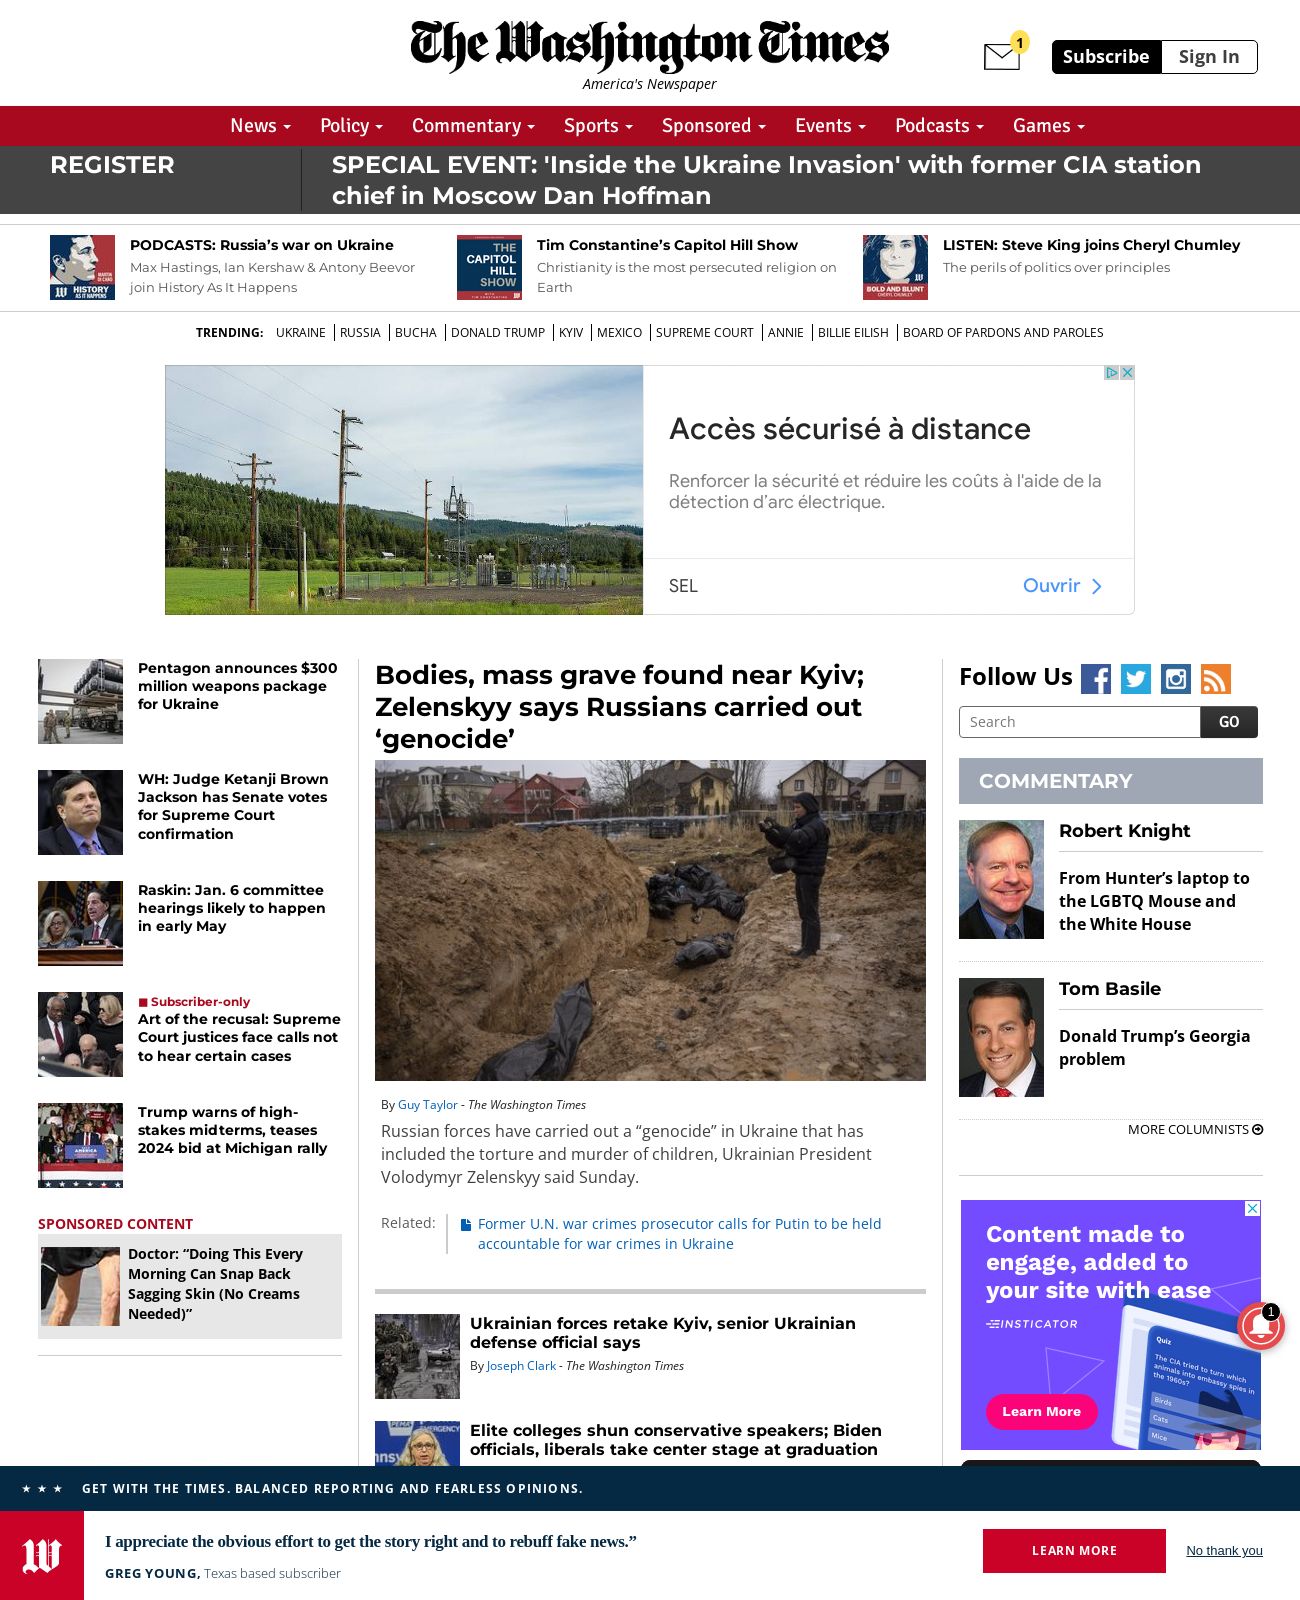 The Washington Times
America's Newspaper
1
Subscribe
Sign In
News
Policy
Commentary
Sports
Sponsored
Events
Podcasts
Games
REGISTER
SPECIAL EVENT: 'Inside the Ukraine Invasion' with former CIA station
chief in Moscow Dan Hoffman
MARTIN DI CARO
HISTORY
AS IT HAPPENS
PODCASTS: Russia’s war on Ukraine
Max Hastings, Ian Kershaw & Antony Beevor
join History As It Happens
THE
CAPITOL
HILL
SHOW
Tim Constantine’s Capitol Hill Show
Christianity is the most persecuted religion on
Earth
BOLD AND BLUNT
CHERYL CHUMLEY
LISTEN: Steve King joins Cheryl Chumley
The perils of politics over principles
TRENDING:
UKRAINE
RUSSIA
BUCHA
DONALD TRUMP
KYIV
MEXICO
SUPREME COURT
ANNIE
BILLIE EILISH
BOARD OF PARDONS AND PAROLES
Accès sécurisé à distance
Renforcer la sécurité et réduire les coûts à l'aide de la
détection d’arc électrique.
SEL
Ouvrir
Pentagon announces $300
million weapons package
for Ukraine
WH: Judge Ketanji Brown
Jackson has Senate votes
for Supreme Court
confirmation
Raskin: Jan. 6 committee
hearings likely to happen
in early May
Subscriber-only
Art of the recusal: Supreme
Court justices face calls not
to hear certain cases
Trump warns of high-
stakes midterms, teases
2024 bid at Michigan rally
SPONSORED CONTENT
Doctor: “Doing This Every
Morning Can Snap Back
Sagging Skin (No Creams
Needed)”
Bodies, mass grave found near Kyiv;
Zelenskyy says Russians carried out
‘genocide’
By Guy Taylor - The Washington Times
Russian forces have carried out a “genocide” in Ukraine that has
included the torture and murder of children, Ukrainian President
Volodymyr Zelenskyy said Sunday.
Related:
Former U.N. war crimes prosecutor calls for Putin to be held
accountable for war crimes in Ukraine
Ukrainian forces retake Kyiv, senior Ukrainian
defense official says
By Joseph Clark - The Washington Times
Elite colleges shun conservative speakers; Biden
officials, liberals take center stage at graduation
Follow Us
Search
GO
COMMENTARY
Robert Knight
From Hunter’s laptop to
the LGBTQ Mouse and
the White House
Tom Basile
Donald Trump’s Georgia
problem
MORE COLUMNISTS
Content made to
engage, added to
your site with ease
INSTICATOR
Learn More
Quiz
The CIA tried to turn which
animals into embassy spies in
the 1960s?
Birds
Cats
Mice
1
★ ★ ★ GET WITH THE TIMES. BALANCED REPORTING AND FEARLESS OPINIONS.
W
I appreciate the obvious effort to get the story right and to rebuff fake news.”
GREG YOUNG, Texas based subscriber
LEARN MORE
No thank you